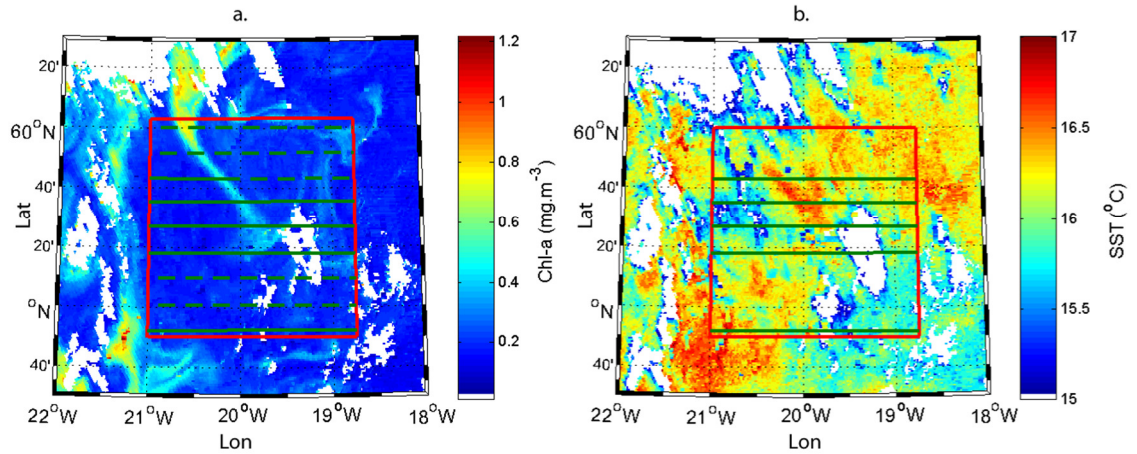 a.
20'
60°N
40'
20'
°N
40'
Lat
22°W
21°W
20°W
19°W
18°W
Lon
1.2
1
0.8
0.6
0.4
0.2
Chl-a (mg.m-3)
b.
20'
60°N
40'
20'
°N
40'
Lat
22°W
21°W
20°W
19°W
18°W
Lon
17
16.5
16
15.5
15
SST (°C)